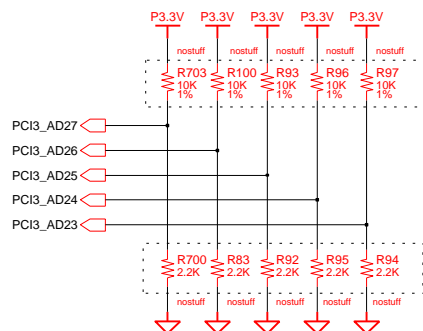 P3.3V P3.3V P3.3V P3.3V P3.3V
nostuff nostuff nostuff nostuff nostuff
R703 R100 R93 R96 R97
10K 10K 10K 10K 10K
1% 1% 1% 1% 1%
PCI3_AD27
PCI3_AD26
PCI3_AD25
PCI3_AD24
PCI3_AD23
R700 R83 R92 R95 R94
2.2K 2.2K 2.2K 2.2K 2.2K
nostuff nostuff nostuff nostuff nostuff